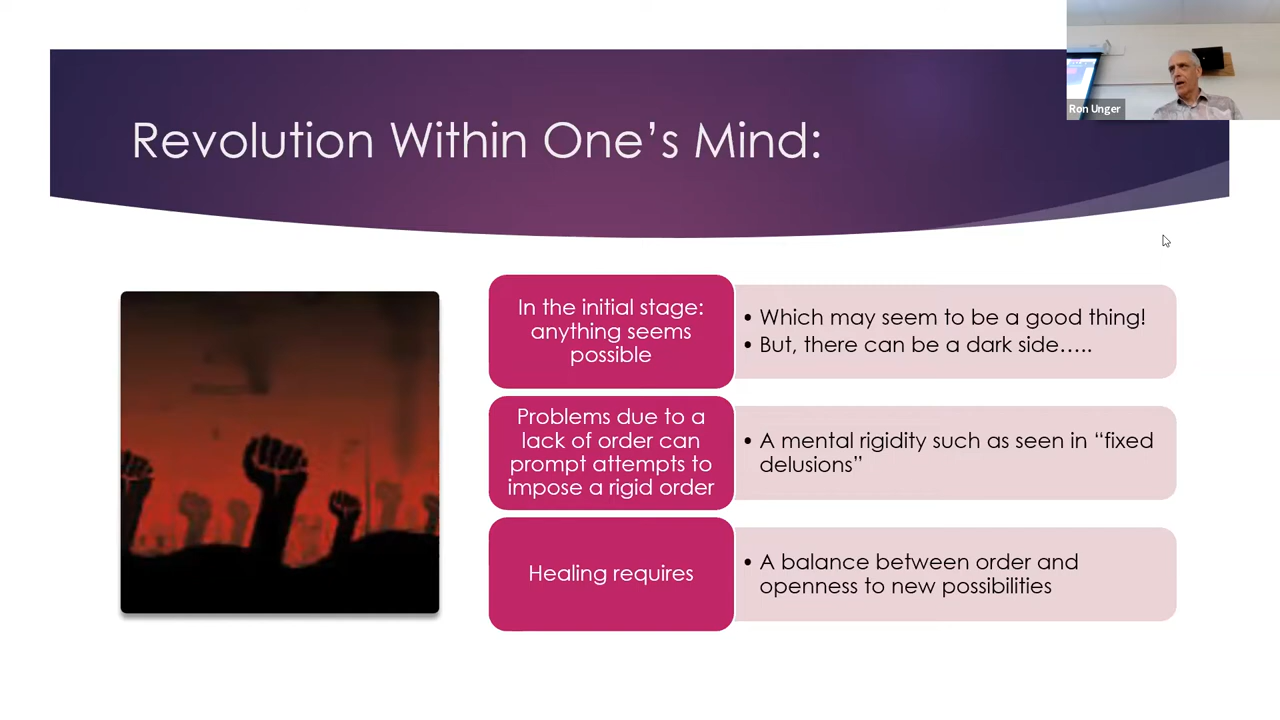 Ron Unger
Revolution Within One’s Mind:
In the initial stage:
anything seems
possible
• Which may seem to be a good thing!
• But, there can be a dark side…..
Problems due to a
lack of order can
prompt attempts to
impose a rigid order
• A mental rigidity such as seen in “fixed
delusions”
Healing requires
• A balance between order and
openness to new possibilities